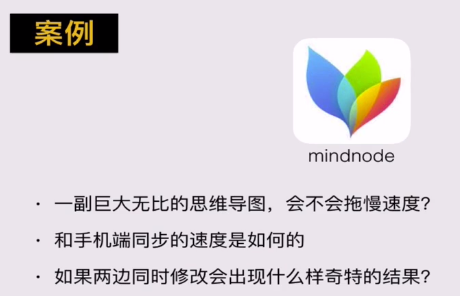 案例
mindnode
· 一副巨大无比的思维导图，会不会拖慢速度？
· 和手机端同步的速度是如何的
· 如果两边同时修改会出现什么样奇特的结果？